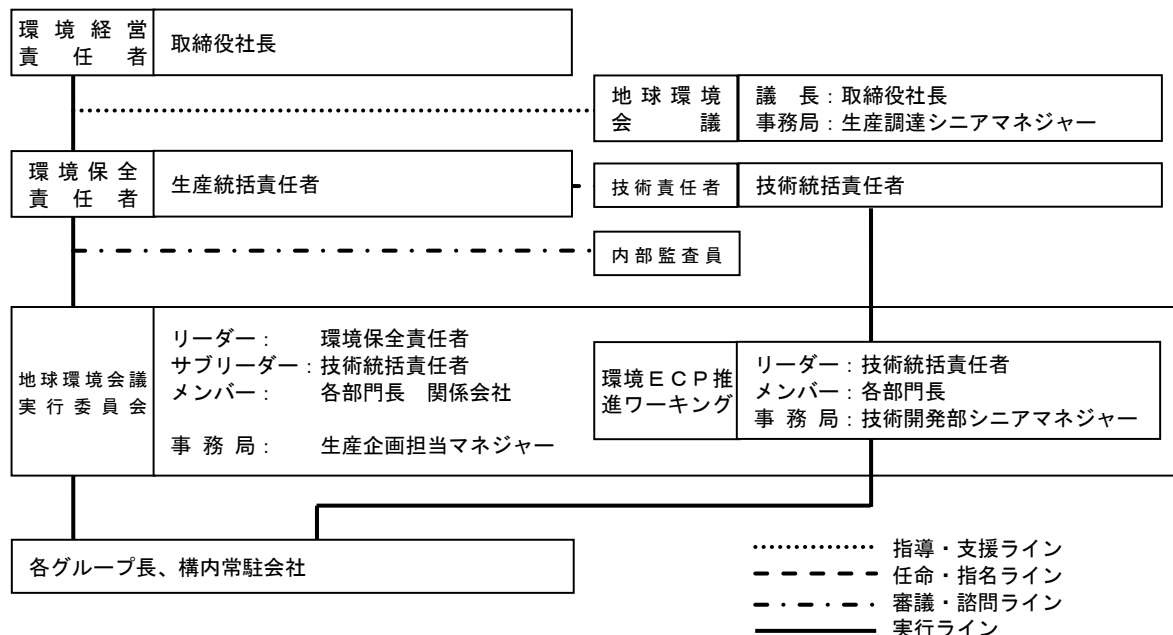 環境経営
責任者
取締役社長
地球環境
会議
議長：取締役社長
事務局：生産調達シニアマネジャー
環境保全
責任者
生産統括責任者
技術責任者
技術統括責任者
内部監査員
地球環境会議
実行委員会
リーダー： 環境保全責任者
サブリーダー：技術統括責任者
メンバー： 各部門長 関係会社
事務局： 生産企画担当マネジャー
環境ＥＣＰ推
進ワーキング
リーダー：技術統括責任者
メンバー：各部門長
事務局：技術開発部シニアマネジャー
各グループ長、構内常駐会社
指導・支援ライン
任命・指名ライン
審議・諮問ライン
実行ライン